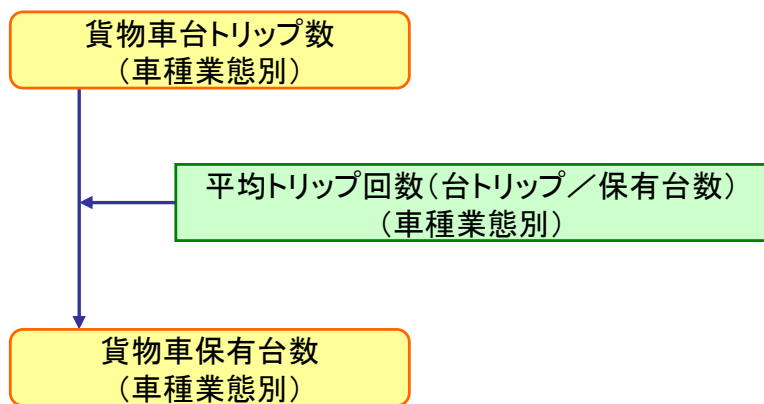 貨物車台トリップ数
（車種業態別）
平均トリップ回数（台トリップ／保有台数）
（車種業態別）
貨物車保有台数
（車種業態別）